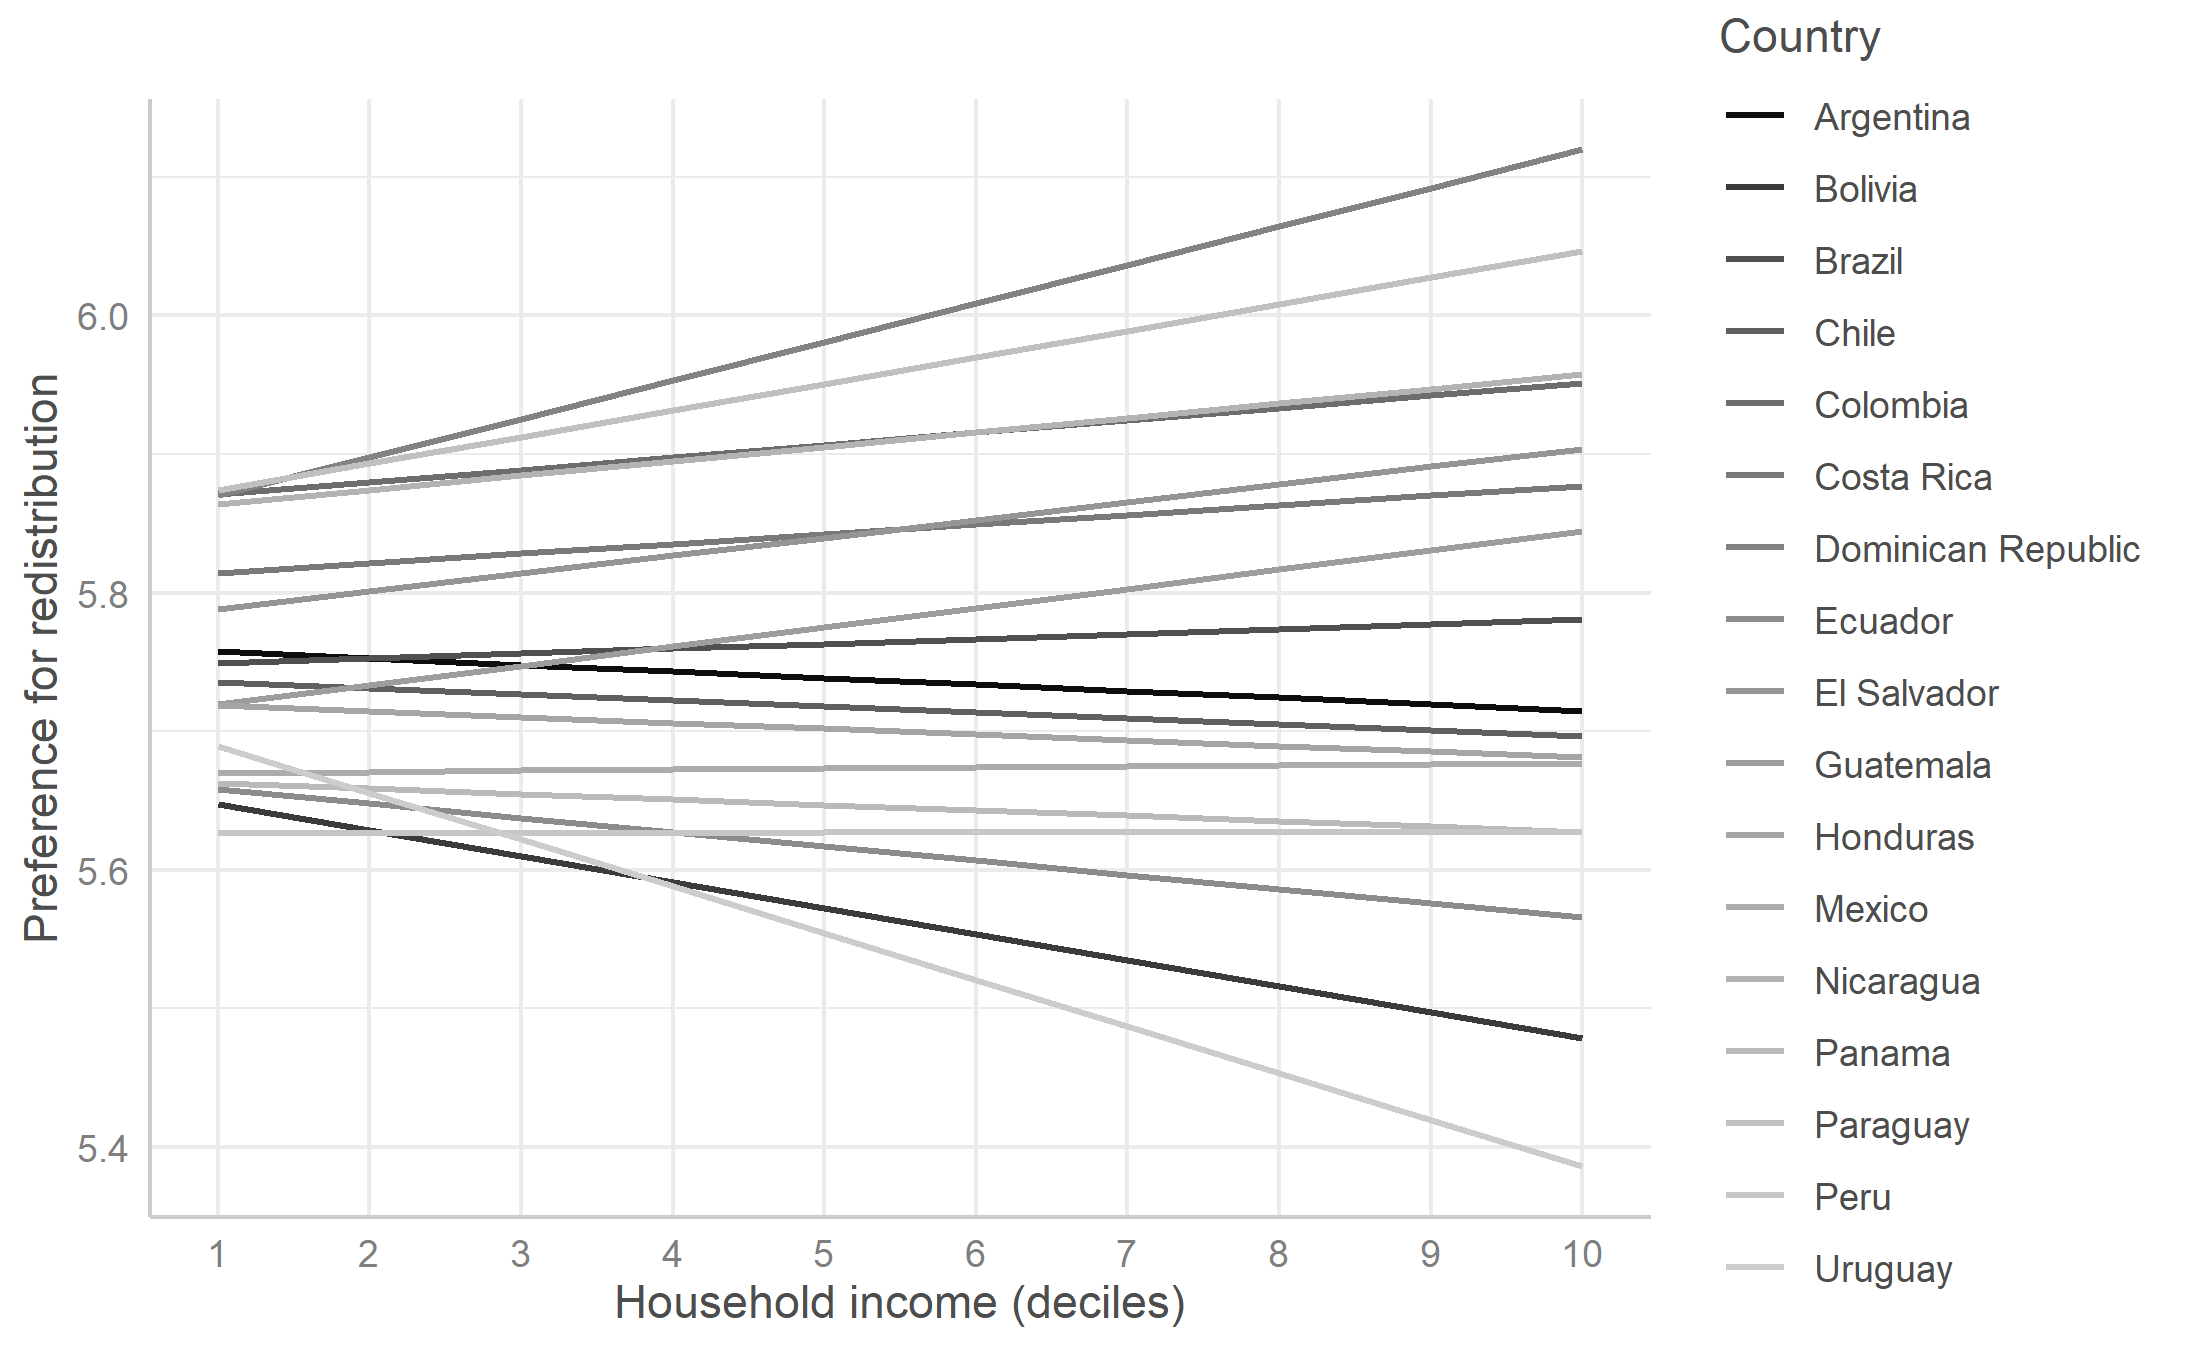 Country
Argentina
Bolivia
Brazil
Chile
Colombia
Costa Rica
Dominican Republic
Ecuador
El Salvador
Guatemala
Honduras
Mexico
Nicaragua
Panama
Paraguay
Peru
Uruguay
Preference for redistribution
6.0
5.8
5.6
5.4
1 2 3 4 5 6 7 8 9 10
Household income (deciles)